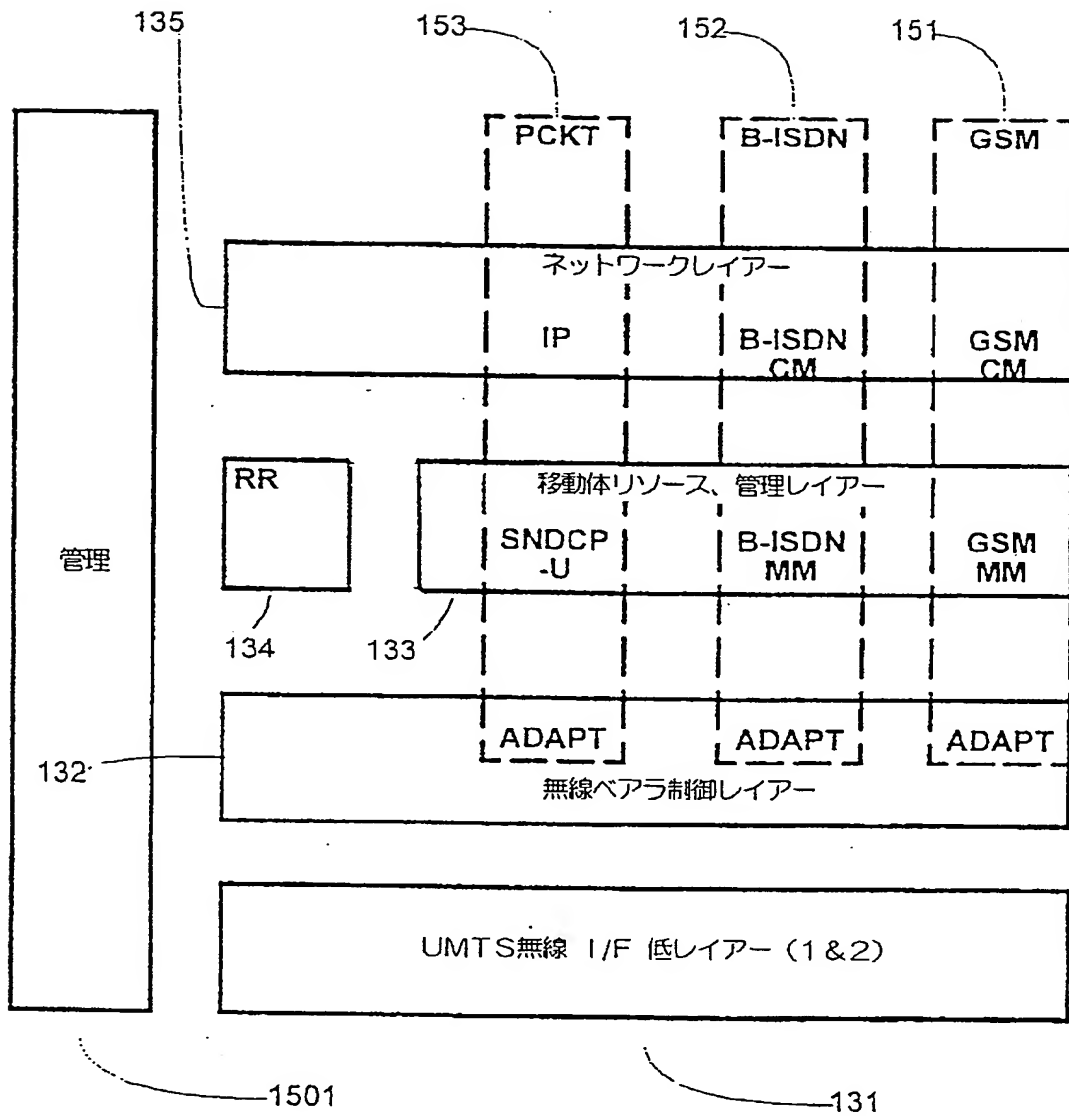 135
153
152
151
PCKT
B-ISDN
GSM
ネットワークレイアー
IP
B-ISDN
CM
GSM
CM
RR
移動体リソース、管理レイアー
SNDCP
-U
B-ISDN
MM
GSM
MM
管理
134
133
ADAPT
ADAPT
ADAPT
132
無線ベアラ制御レイアー
UMTS無線 I/F 低レイアー（1&2）
1501
131